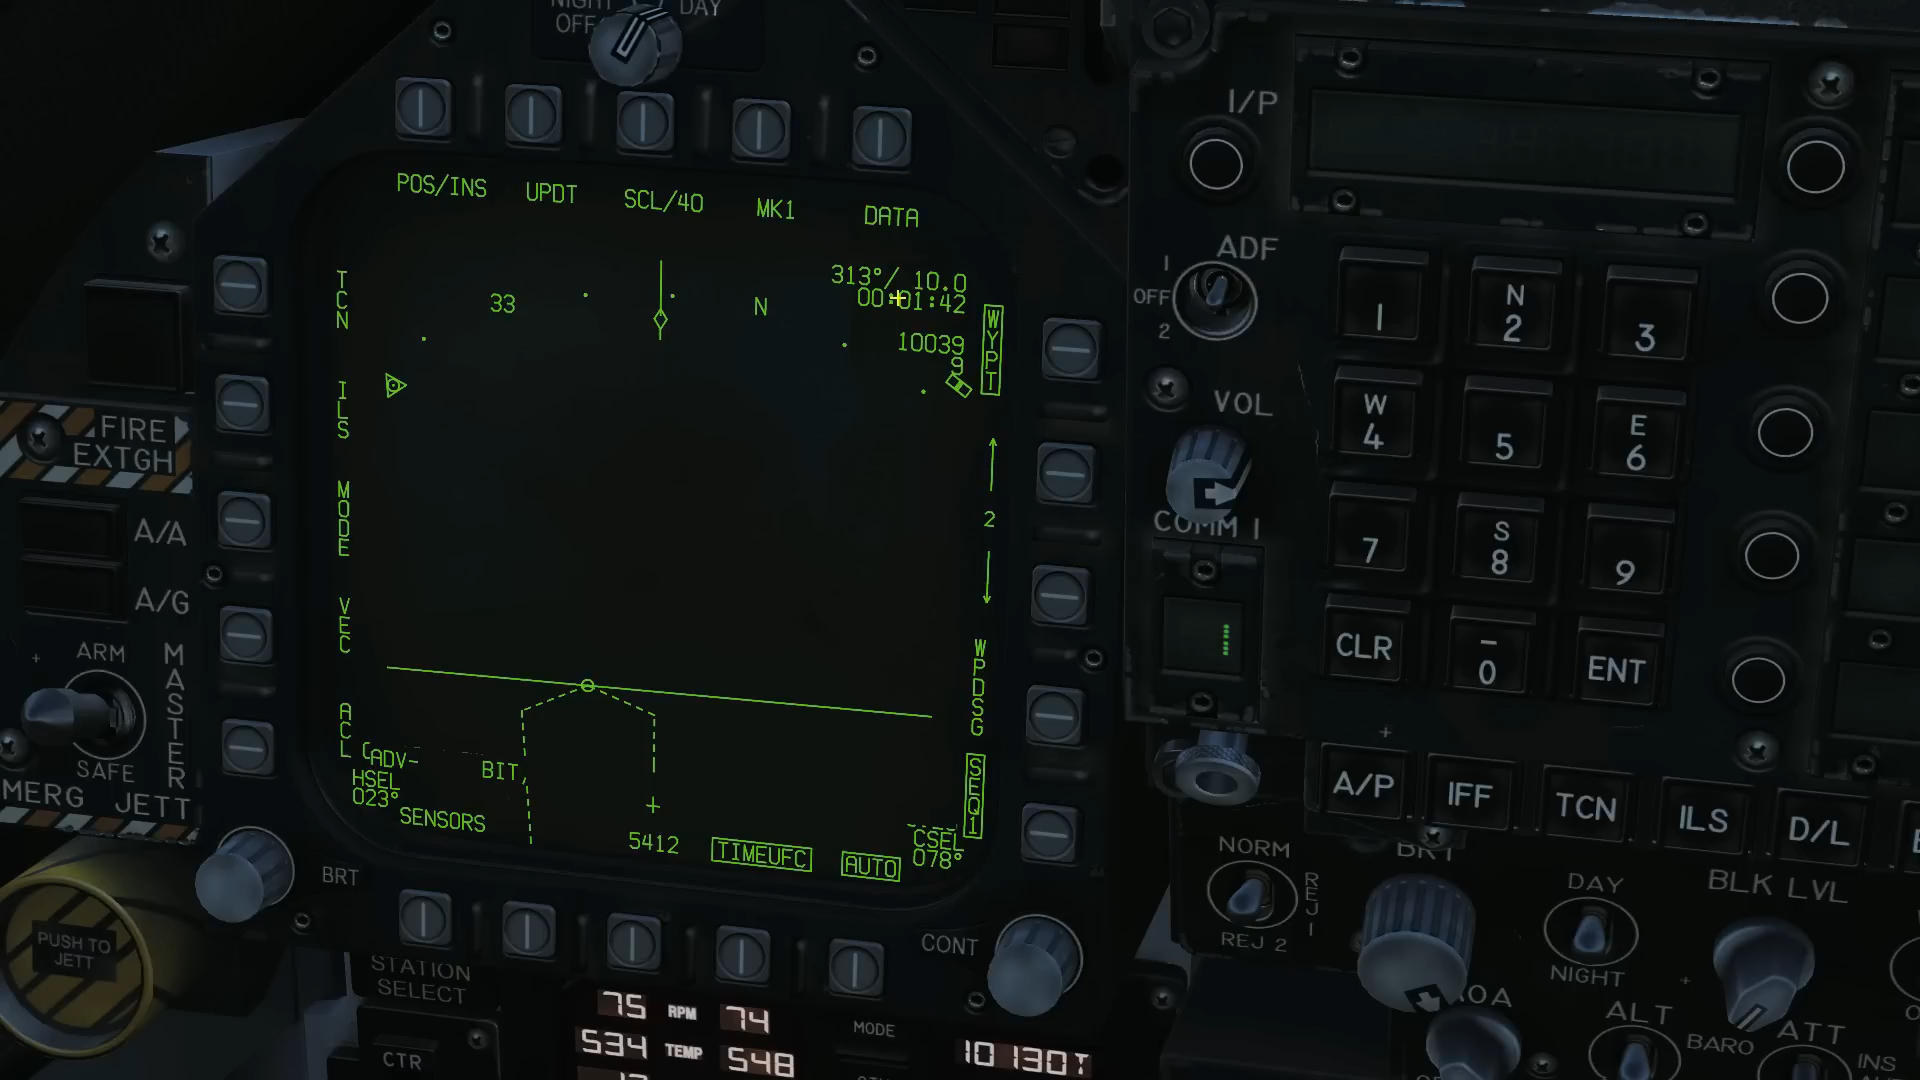 NIGHT
DAY
OFF
POS/INS
UPDT
SCL/40
MK1
DATA
313°/ 10.0
00:01:42
33
N
10039
9
TCN
ILS
MODE
VEC
ACL
WYPT
2
WPDSG
SEQ1
(ADV-
BIT
HSEL
023°
SENSORS
5412
TIMEUFC
AUTO
CSEL
078°
FIRE
EXTGH
A/A
A/G
ARM
SAFE
MASTER
MERG JETT
PUSH TO
JETT
BRT
CONT
STATION
SELECT
CTR
75 RPM 74
534 TEMP 548
MODE
10130T
I/P
ADF
1
OFF
2
VOL
COMM 1
1
N
2
3
W
4
5
E
6
7
S
8
9
CLR
-
0
ENT
A/P
IFF
TCN
ILS
D/L
NORM
REJ 1
REJ 2
BRT
DAY
NIGHT
BLK LVL
AOA
ALT
BARO
ATT
INS